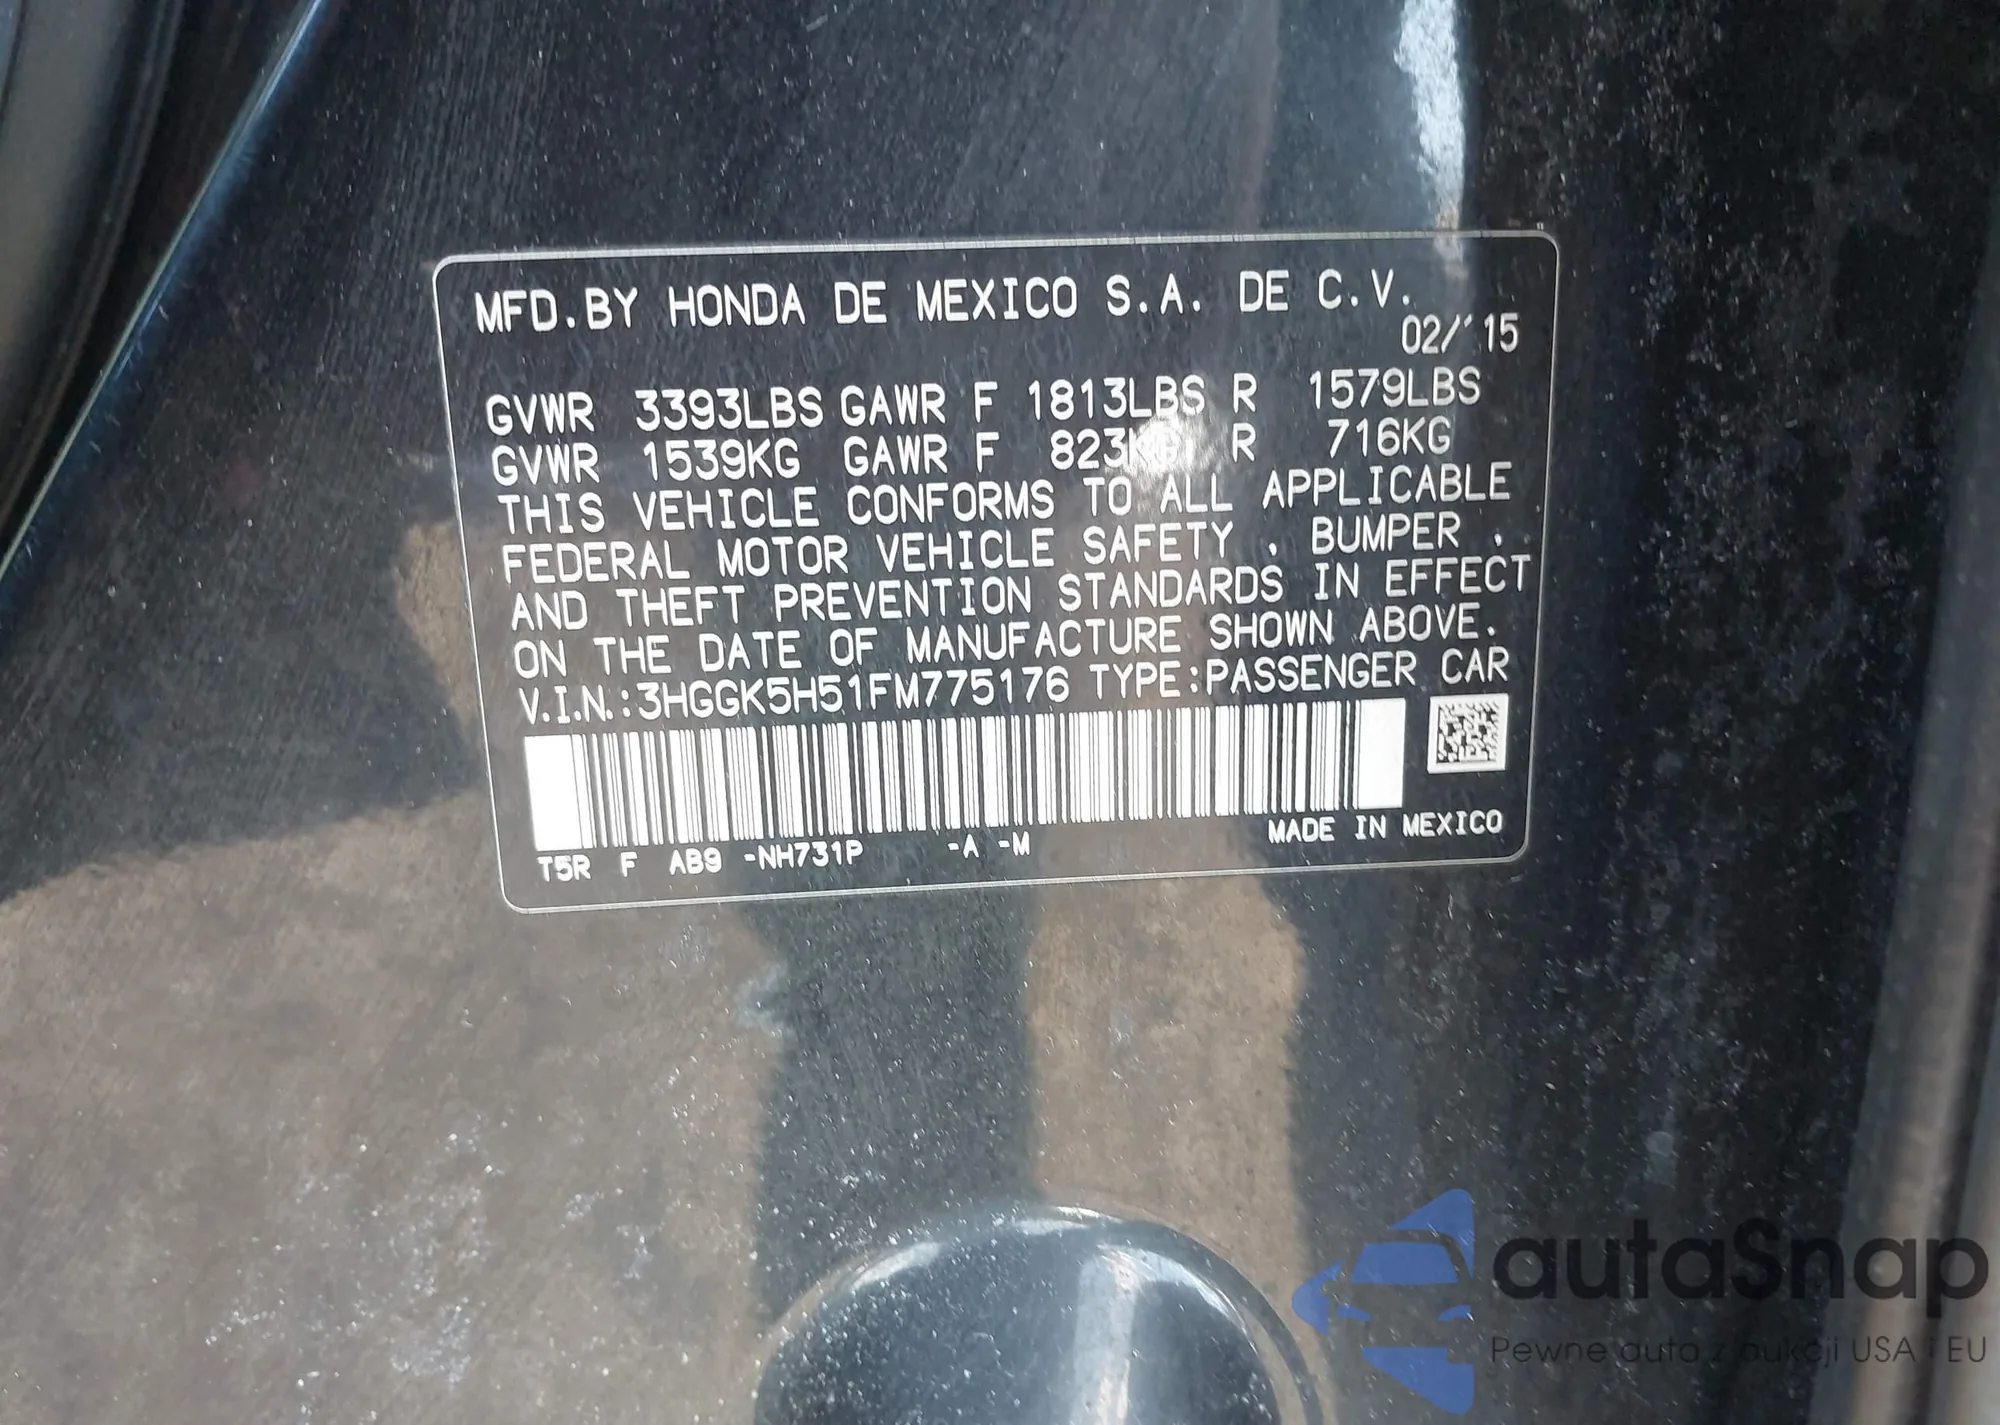 MFD.BY HONDA DE MEXICO S.A. DE C.V.
02/'15
GVWR 3393LBS GAWR F 1813LBS R 1579LBS
GVWR 1539KG GAWR F 823KG R 716KG
THIS VEHICLE CONFORMS TO ALL APPLICABLE
FEDERAL MOTOR VEHICLE SAFETY , BUMPER ,
AND THEFT PREVENTION STANDARDS IN EFFECT
ON THE DATE OF MANUFACTURE SHOWN ABOVE.
V.I.N.:3HGGK5H51FM775176 TYPE:PASSENGER CAR
T5R F AB9 -NH731P -A -M MADE IN MEXICO
autaSnap
Pewne auta z aukcji USA i EU